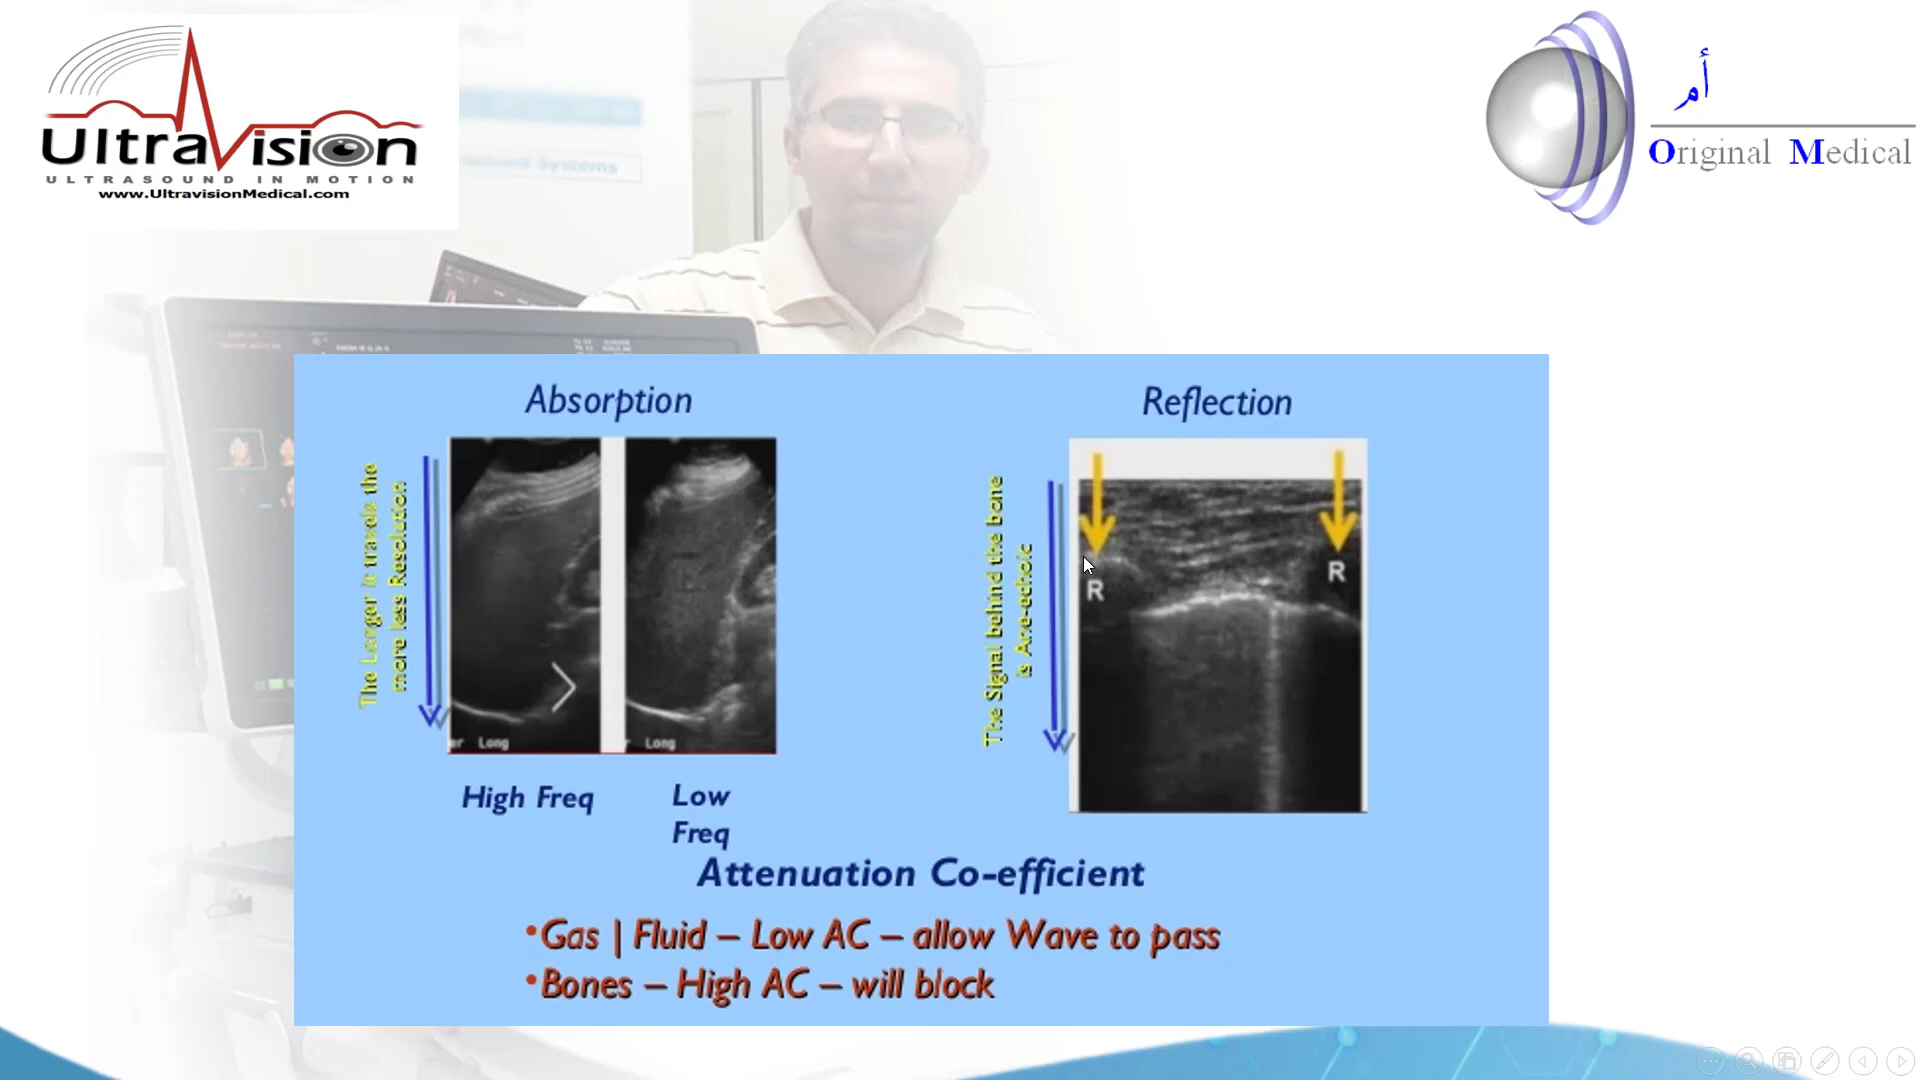 UltraVision
ULTRASOUND IN MOTION
www.UltravisionMedical.com
أم
Original Medical
Absorption
Reflection
The Larger it travels the
more less Resolution
The Signal behind the bone
is Ane-echoic
R
R
Long
Long
High Freq
Low
Freq
Attenuation Co-efficient
•Gas | Fluid – Low AC – allow Wave to pass
•Bones – High AC – will block